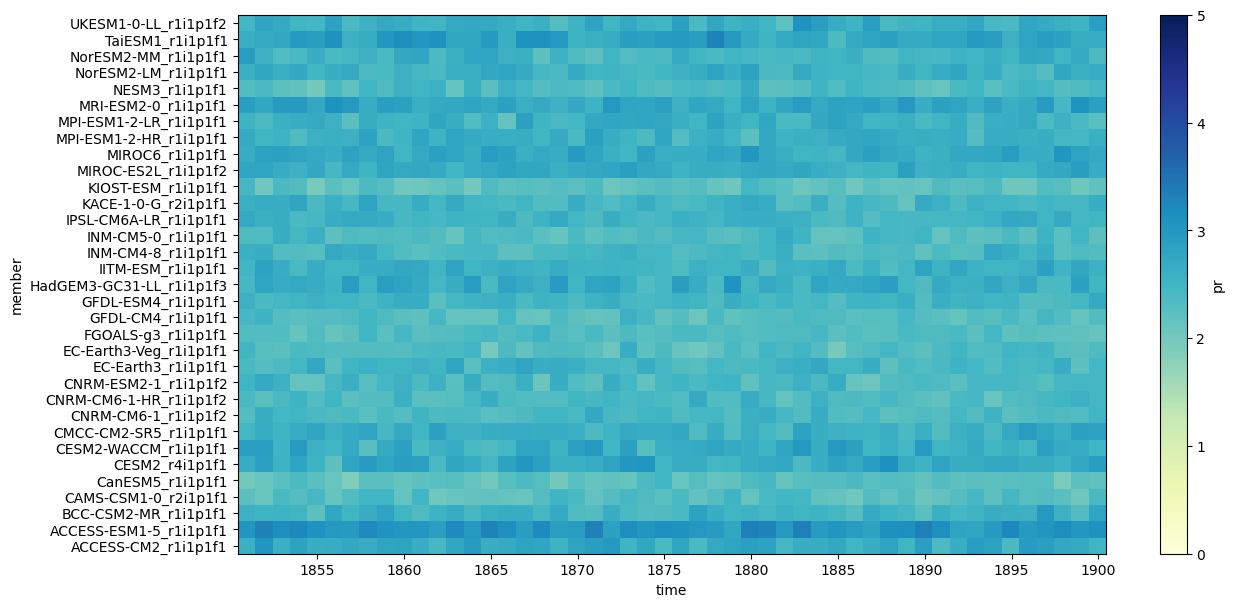 UKESM1-0-LL_r1i1p1f2
TaiESM1_r1i1p1f1
NorESM2-MM_r1i1p1f1
NorESM2-LM_r1i1p1f1
NESM3_r1i1p1f1
MRI-ESM2-0_r1i1p1f1
MPI-ESM1-2-LR_r1i1p1f1
MPI-ESM1-2-HR_r1i1p1f1
MIROC6_r1i1p1f1
MIROC-ES2L_r1i1p1f2
KIOST-ESM_r1i1p1f1
KACE-1-0-G_r2i1p1f1
IPSL-CM6A-LR_r1i1p1f1
INM-CM5-0_r1i1p1f1
INM-CM4-8_r1i1p1f1
IITM-ESM_r1i1p1f1
HadGEM3-GC31-LL_r1i1p1f3
GFDL-ESM4_r1i1p1f1
GFDL-CM4_r1i1p1f1
FGOALS-g3_r1i1p1f1
EC-Earth3-Veg_r1i1p1f1
EC-Earth3_r1i1p1f1
CNRM-ESM2-1_r1i1p1f2
CNRM-CM6-1-HR_r1i1p1f2
CNRM-CM6-1_r1i1p1f2
CMCC-CM2-SR5_r1i1p1f1
CESM2-WACCM_r1i1p1f1
CESM2_r4i1p1f1
CanESM5_r1i1p1f1
CAMS-CSM1-0_r2i1p1f1
BCC-CSM2-MR_r1i1p1f1
ACCESS-ESM1-5_r1i1p1f1
ACCESS-CM2_r1i1p1f1
member
1855 1860 1865 1870 1875 1880 1885 1890 1895 1900
time
5
4
3
2
1
0
pr